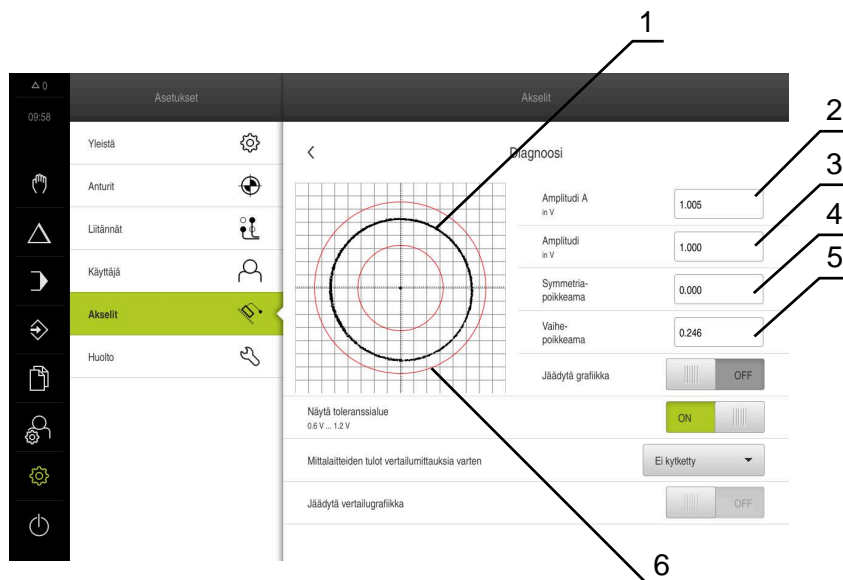 1
0
Asetukset
Akselit
09:58
2
Yleistä
Diagnoosi
3
Anturit
Amplitudi A
in V
1.005
4
Liitännät
Amplitudi
in V
1.000
5
Käyttäjä
Symmetria-
poikkeama
0.000
Akselit
Vaihe-
poikkeama
0.246
Huolto
Jäädytä grafiikka
OFF
Näytä toleranssialue
0.6 V ... 1.2 V
ON
Mittalaitteiden tulot vertailumittauksia varten
Ei kytketty
Jäädytä vertailugrafiikka
OFF
6